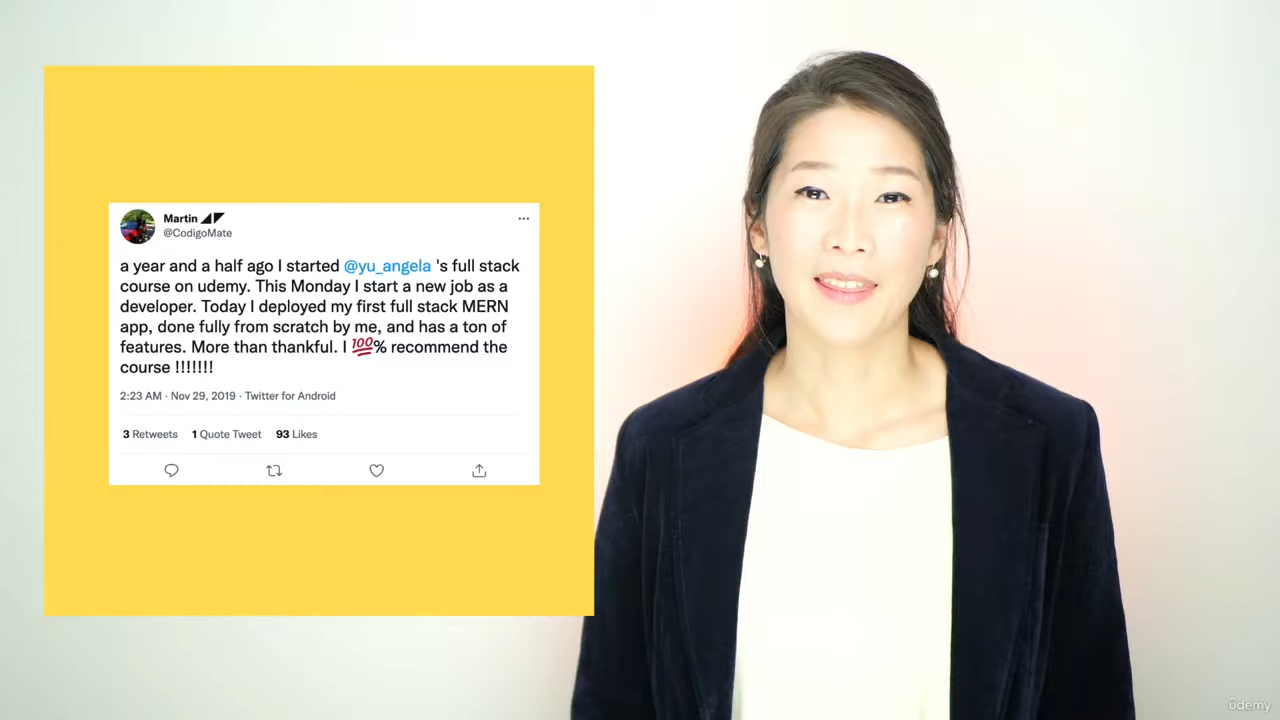 Martin
@CodigoMate
a year and a half ago I started @yu_angela 's full stack
course on udemy. This Monday I start a new job as a
developer. Today I deployed my first full stack MERN
app, done fully from scratch by me, and has a ton of
features. More than thankful. I 💯% recommend the
course !!!!!!!
2:23 AM · Nov 29, 2019 · Twitter for Android
3 Retweets 1 Quote Tweet 93 Likes
ûdemy